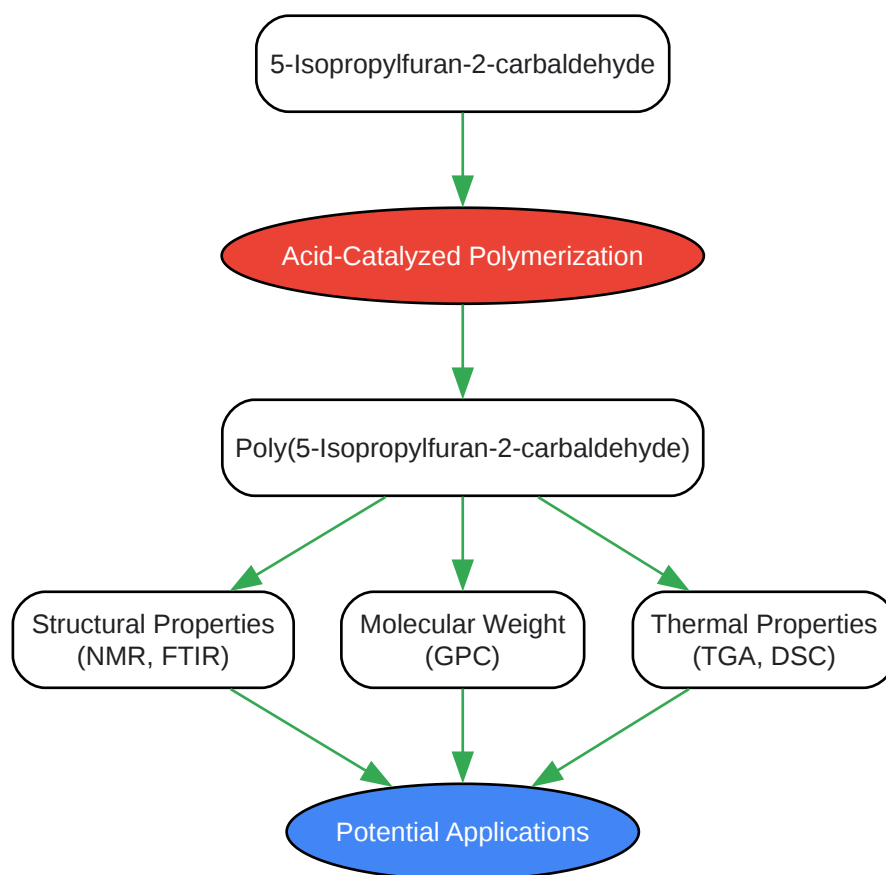 5-Isopropylfuran-2-carbaldehyde
Acid-Catalyzed Polymerization
Poly(5-Isopropylfuran-2-carbaldehyde)
Structural Properties
(NMR, FTIR)
Molecular Weight
(GPC)
Thermal Properties
(TGA, DSC)
Potential Applications